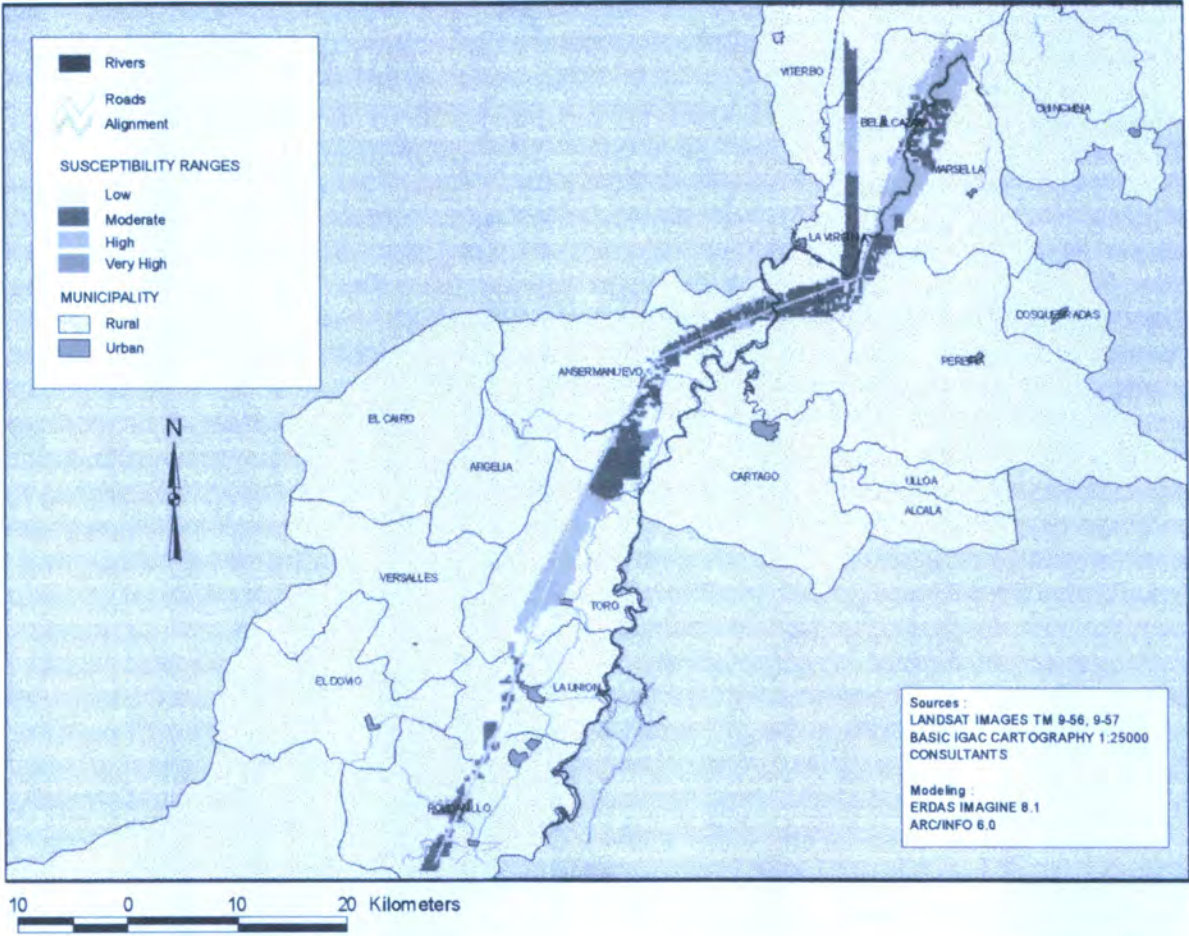 Rivers
Roads
Alignment
SUSCEPTIBILITY RANGES
Low
Moderate
High
Very High
MUNICIPALITY
Rural
Urban
N
VITERBO
CHINCHINA
BELALCAZAR
MARSELLA
LA VIRGINIA
DOSQUEBRADAS
PEREIRA
ANSERMANUEVO
EL CAIRO
ARGELIA
CARTAGO
ULLOA
ALCALA
VERSALLES
TORO
EL DOVIO
LA UNION
ROLDANILLO
Sources :
LANDSAT IMAGES TM 9-56, 9-57
BASIC IGAC CARTOGRAPHY 1:25000
CONSULTANTS
Modeling :
ERDAS IMAGINE 8.1
ARC/INFO 6.0
10 0 10 20 Kilometers